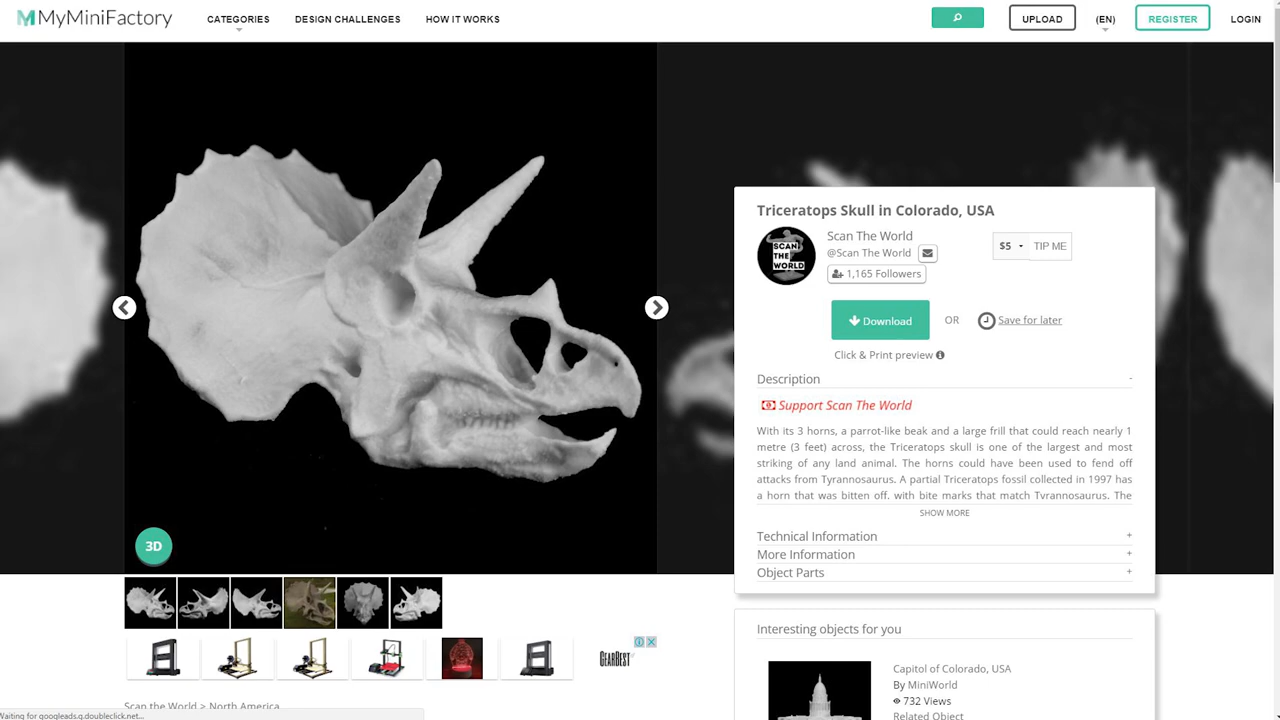 MyMiniFactory
CATEGORIES
DESIGN CHALLENGES
HOW IT WORKS
UPLOAD
(EN)
REGISTER
LOGIN
Triceratops Skull in Colorado, USA
SCAN
THE
WORLD
Scan The World
@Scan The World
1,165 Followers
$5
TIP ME
Download
OR
Save for later
Click & Print preview
Description
-
Support Scan The World
With its 3 horns, a parrot-like beak and a large frill that could reach nearly 1
metre (3 feet) across, the Triceratops skull is one of the largest and most
striking of any land animal. The horns could have been used to fend off
attacks from Tyrannosaurus. A partial Triceratops fossil collected in 1997 has
a horn that was bitten off, with bite marks that match Tyrannosaurus. The
SHOW MORE
Technical Information
+
More Information
+
Object Parts
+
3D
GEARBEST
Interesting objects for you
Capitol of Colorado, USA
By MiniWorld
732 Views
Related Object
Scan the World > North America
Waiting for googleads.g.doubleclick.net...